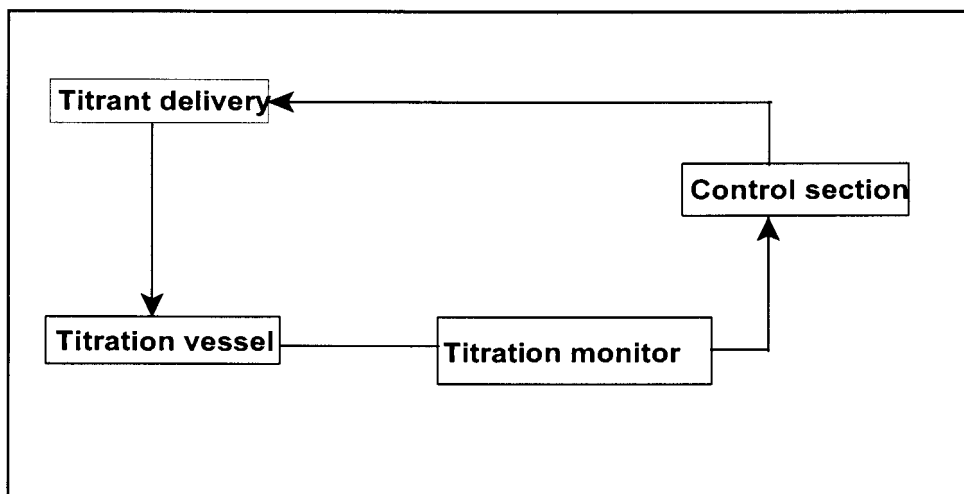 Titrant delivery
Control section
Titration vessel
Titration monitor